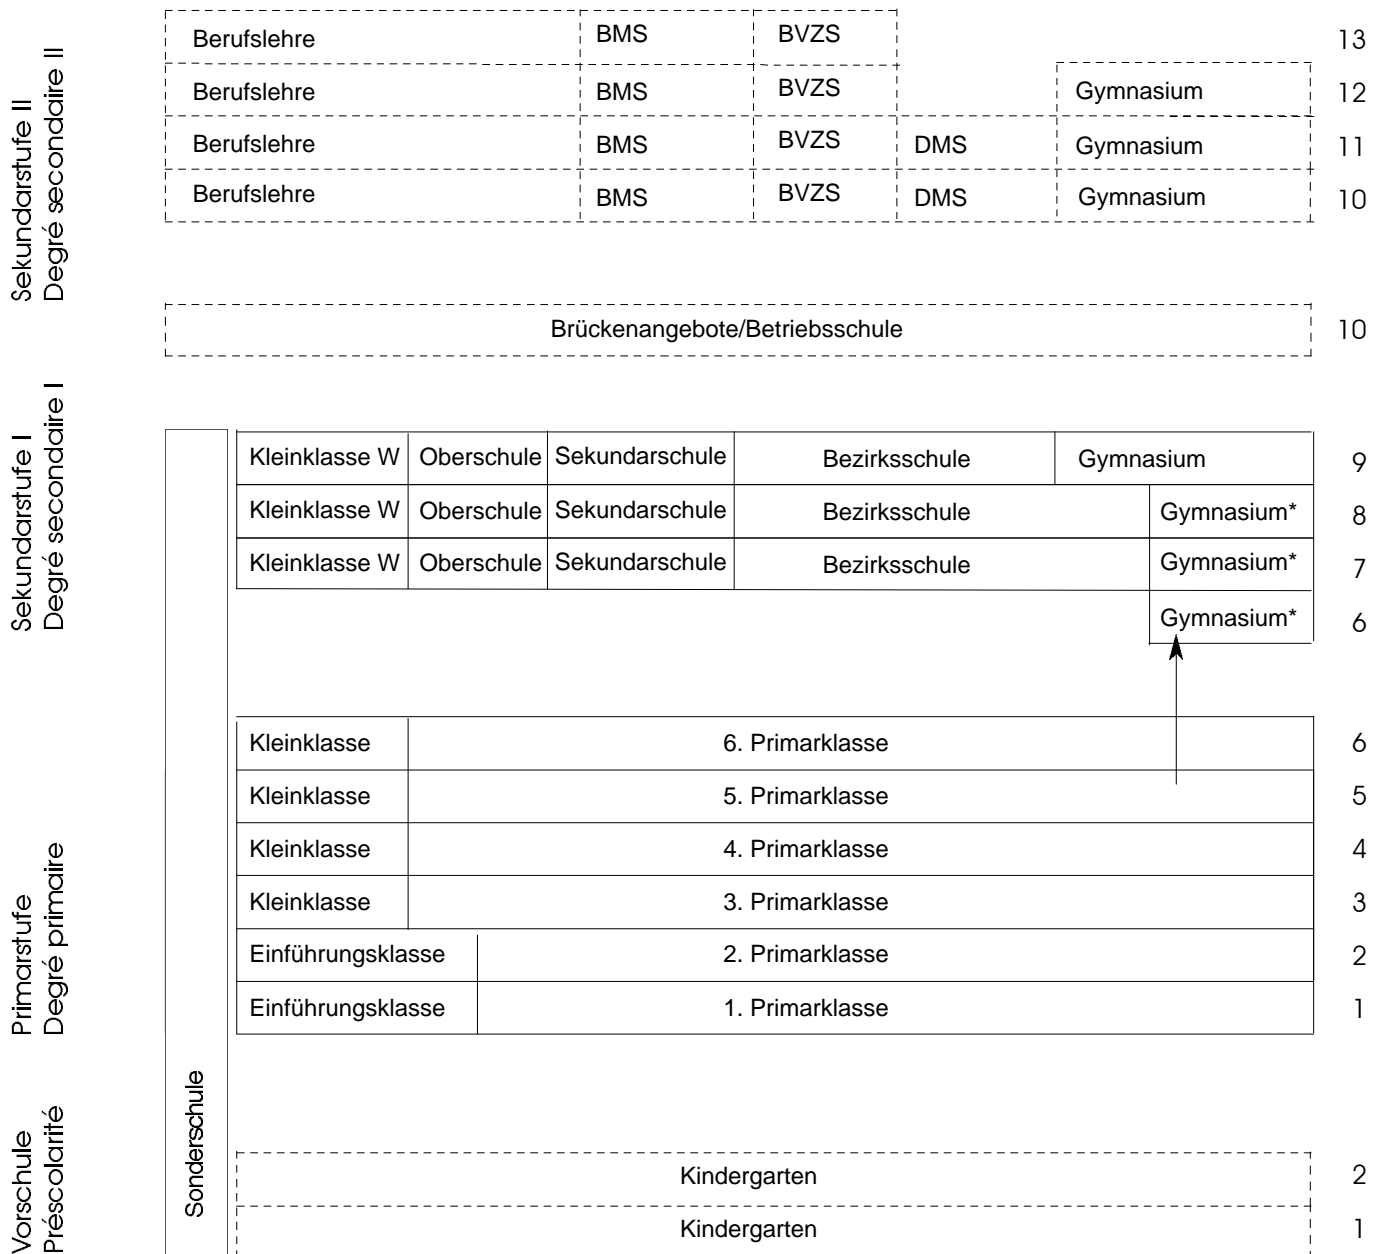 Sekundarstufe II
Degré secondaire II
Berufslehre BMS BVZS 13
Berufslehre BMS BVZS Gymnasium 12
Berufslehre BMS BVZS DMS Gymnasium 11
Berufslehre BMS BVZS DMS Gymnasium 10
Brückenangebote/Betriebsschule 10
Sekundarstufe I
Degré secondaire I
Kleinklasse W Oberschule Sekundarschule Bezirksschule Gymnasium 9
Kleinklasse W Oberschule Sekundarschule Bezirksschule Gymnasium* 8
Kleinklasse W Oberschule Sekundarschule Bezirksschule Gymnasium* 7
Gymnasium* 6
Primarstufe
Degré primaire
Kleinklasse 6. Primarklasse 6
Kleinklasse 5. Primarklasse 5
Kleinklasse 4. Primarklasse 4
Kleinklasse 3. Primarklasse 3
Einführungsklasse 2. Primarklasse 2
Einführungsklasse 1. Primarklasse 1
Sonderschule
Vorschule
Préscolarité
Kindergarten 2
Kindergarten 1